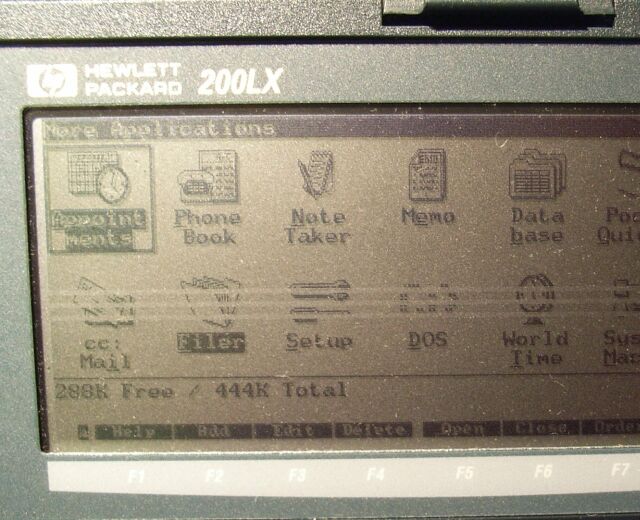 hp HEWLETT PACKARD 200LX
More Applications
Appoint ments
Phone Book
Note Taker
Memo
Data base
cc: Mail
Filer
Setup
DOS
World Time
288K Free / 444K Total
Help Add Edit Delete Open Close Order
F1 F2 F3 F4 F5 F6 F7